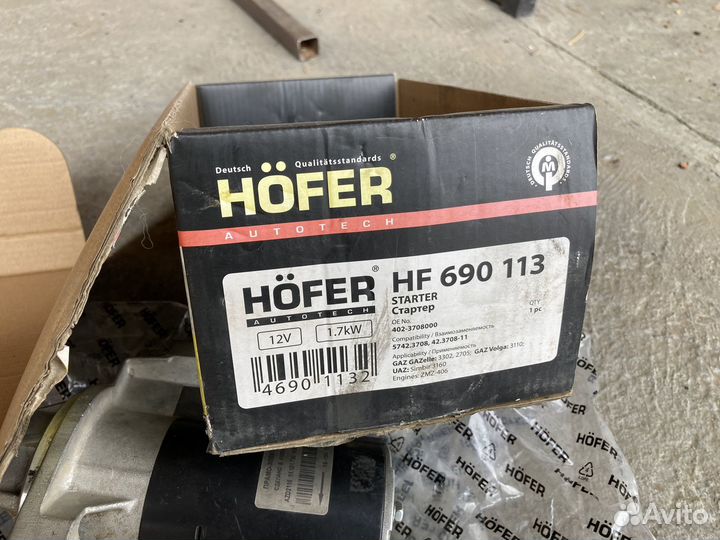 Deutsch Qualitätsstandards ®
HÖFER
AUTOTECH
DEUTSCH QUALITÄTSSTANDARDS
HÖFER®
AUTOTECH
12V
1.7kW
4690 1132
HF 690 113
STARTER
Стартер
QTY
1 pc
OE No.
402-3708000
Compatibility / Взаимозаменяемость
5742.3708, 42.3708-11
Applicability / Применяемость
GAZ GAZelle: 3302, 2705; GAZ Volga: 3110;
UAZ: Simbir 3160
Engines: ZMZ-406
HÖFER
HÖFER
HÖFER
HÖFER
HÖFER
Avito